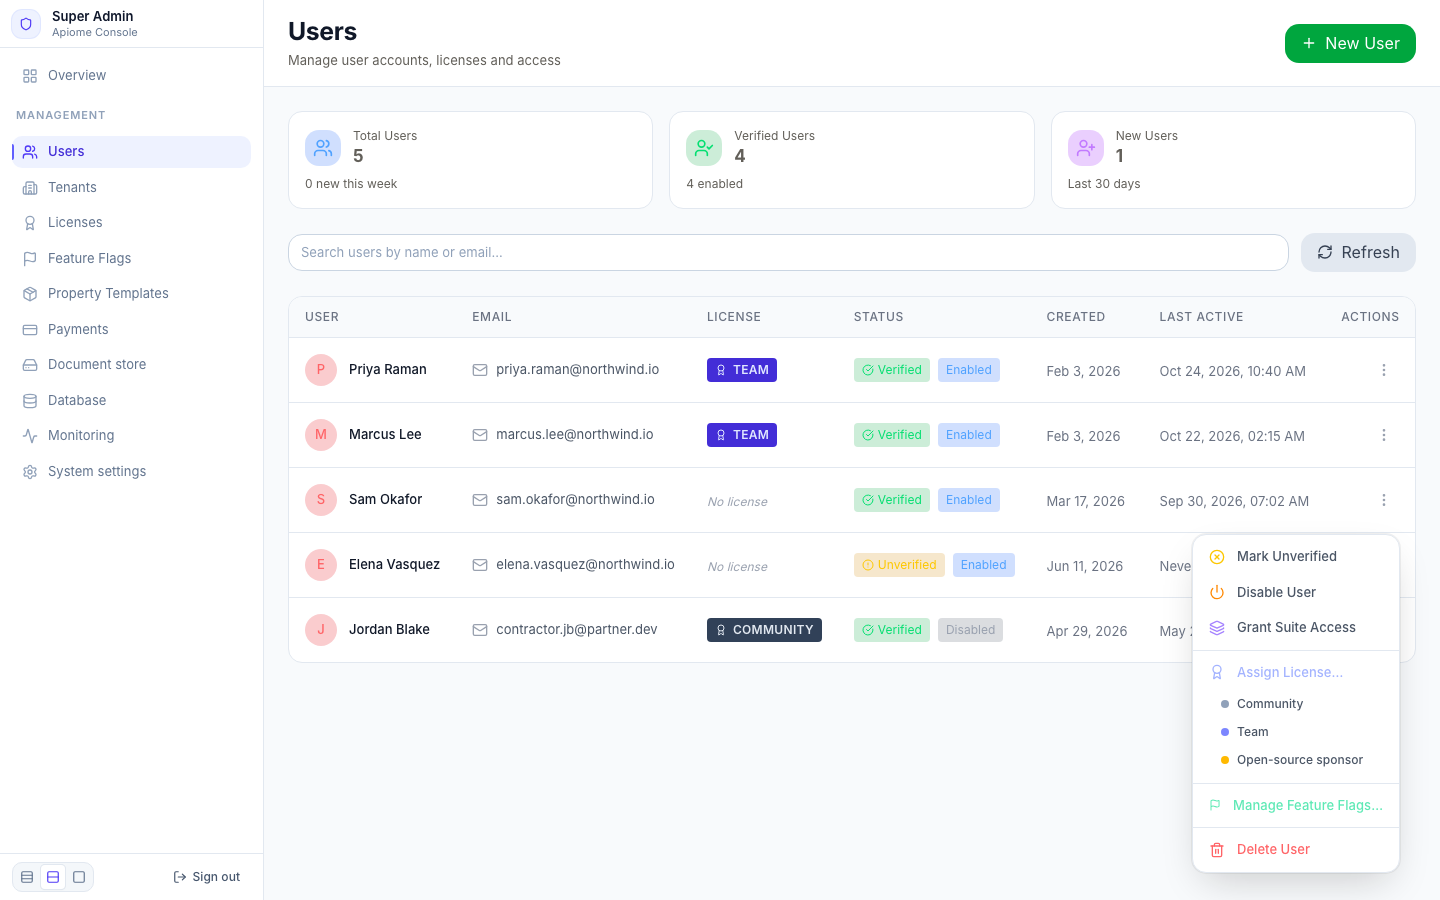 Super Admin
Apiome Console
Overview
MANAGEMENT
Users
Tenants
Licenses
Feature Flags
Property Templates
Payments
Document store
Database
Monitoring
System settings
Sign out
Users
Manage user accounts, licenses and access
New User
Total Users
5
0 new this week
Verified Users
4
4 enabled
New Users
1
Last 30 days
Search users by name or email...
Refresh
USER EMAIL LICENSE STATUS CREATED LAST ACTIVE ACTIONS
P Priya Raman priya.raman@northwind.io TEAM Verified Enabled Feb 3, 2026 Oct 24, 2026, 10:40 AM
M Marcus Lee marcus.lee@northwind.io TEAM Verified Enabled Feb 3, 2026 Oct 22, 2026, 02:15 AM
S Sam Okafor sam.okafor@northwind.io No license Verified Enabled Mar 17, 2026 Sep 30, 2026, 07:02 AM
E Elena Vasquez elena.vasquez@northwind.io No license Unverified Enabled Jun 11, 2026
J Jordan Blake contractor.jb@partner.dev COMMUNITY Verified Disabled Apr 29, 2026 May
Mark Unverified
Disable User
Grant Suite Access
Assign License...
Community
Team
Open-source sponsor
Manage Feature Flags...
Delete User